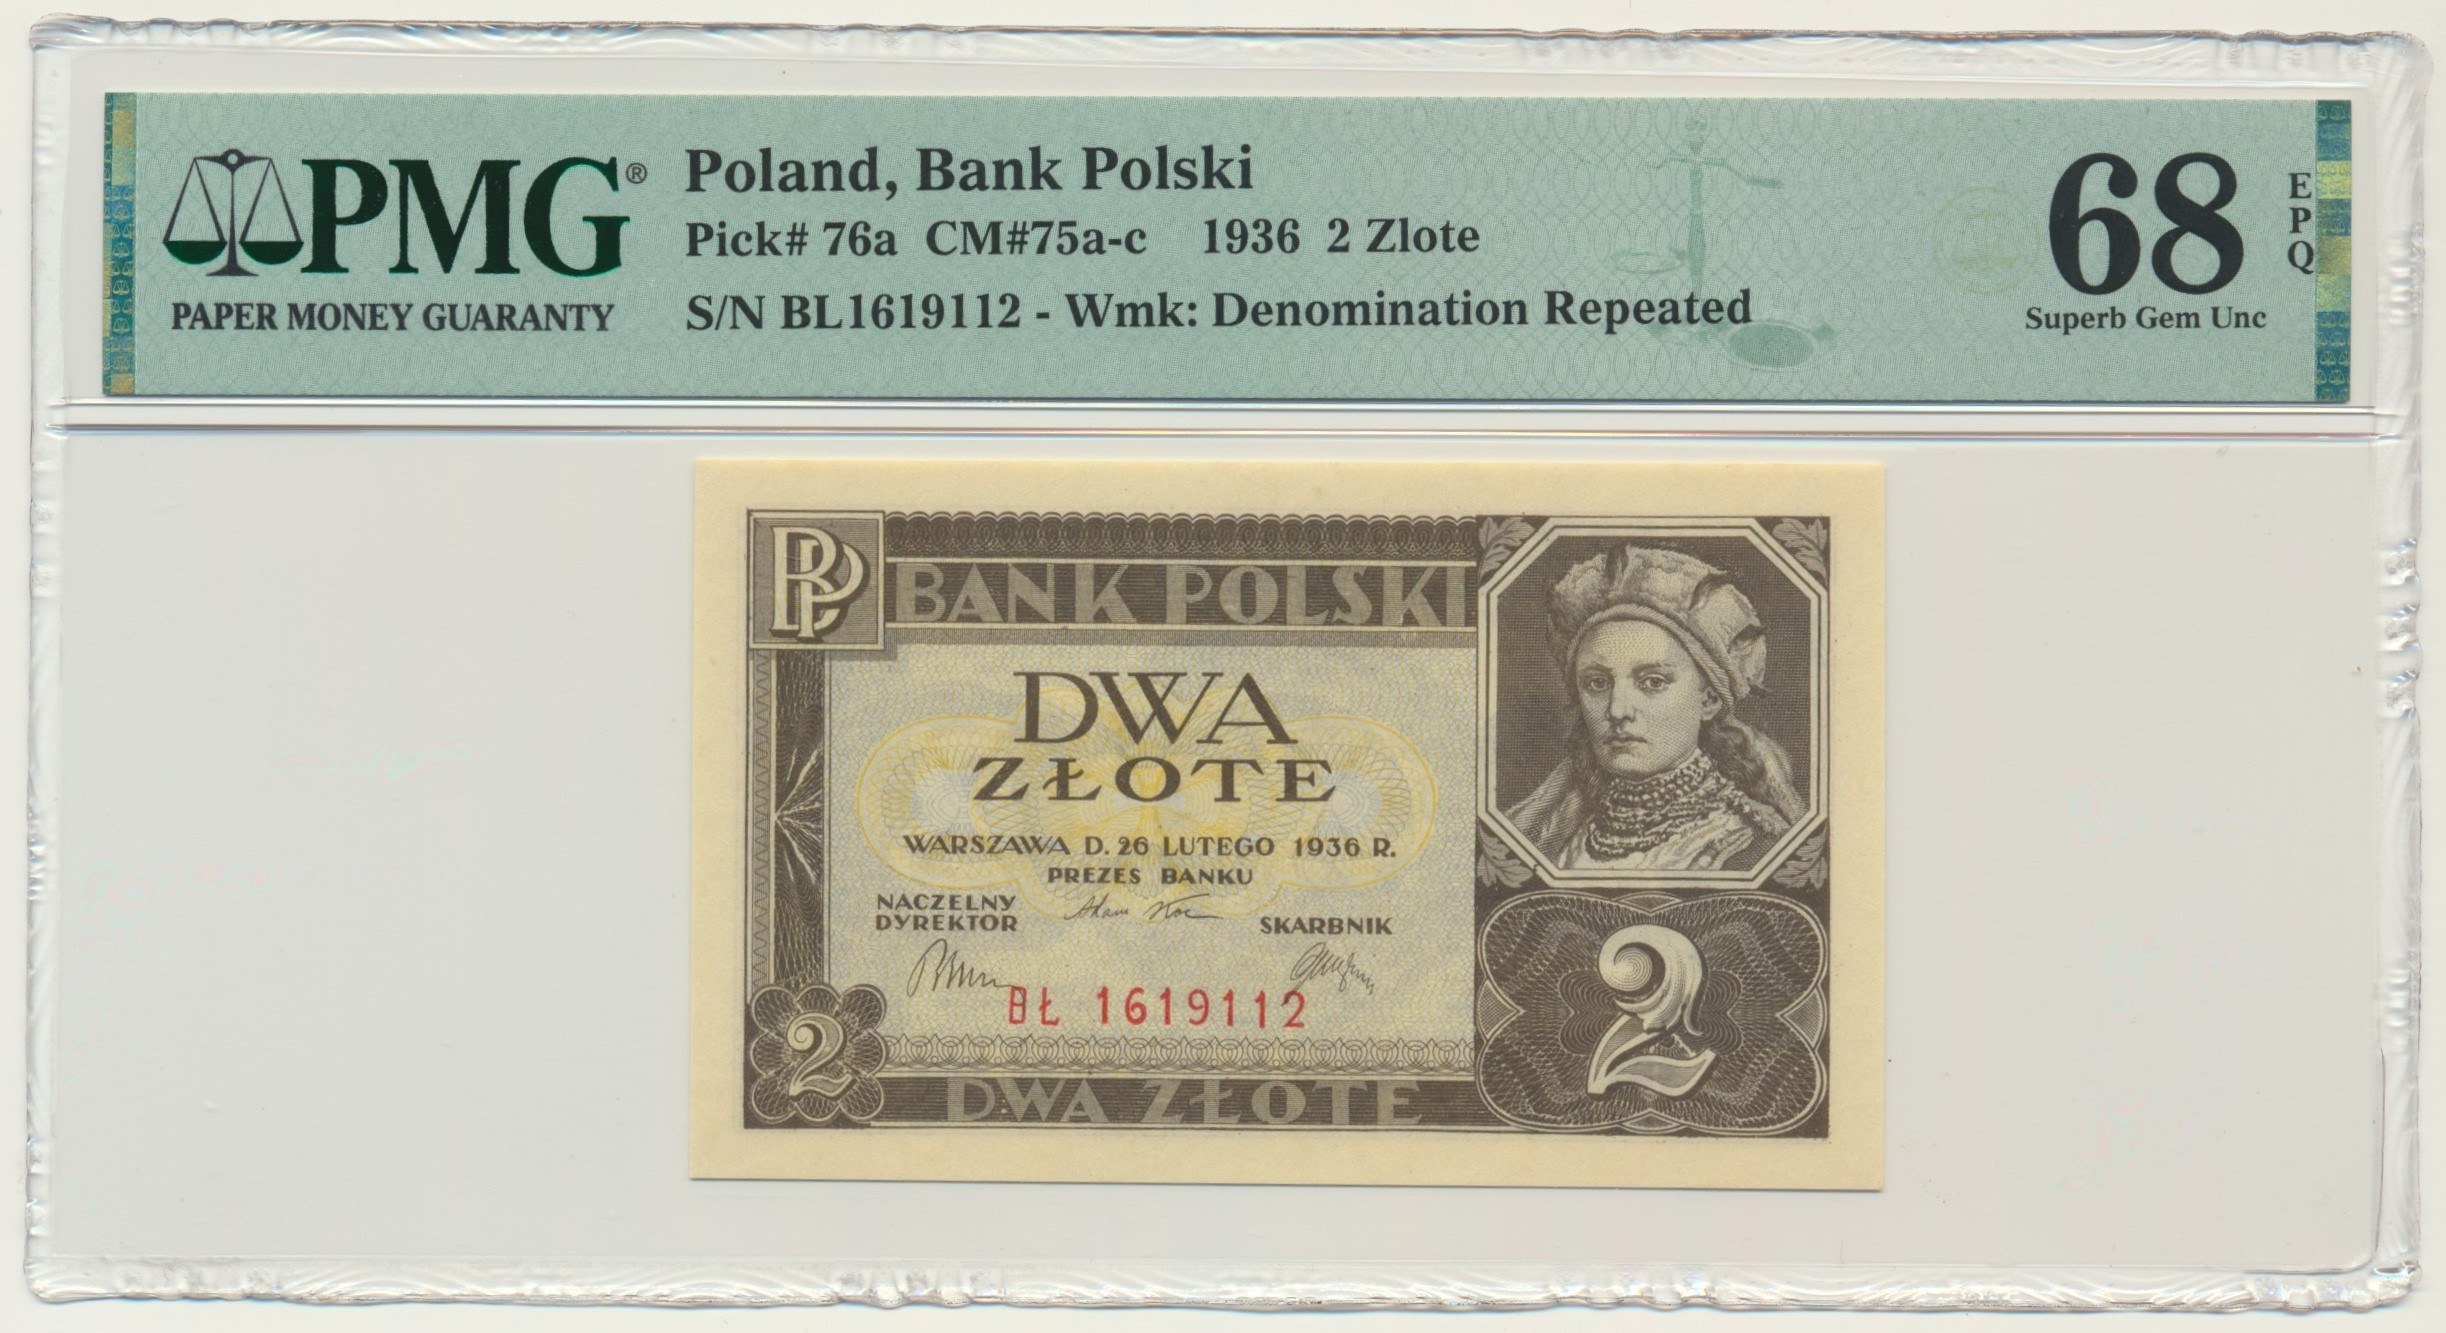 PMG®
PAPER MONEY GUARANTY
Poland, Bank Polski
Pick# 76a CM#75a-c 1936 2 Zlote
S/N BL1619112 - Wmk: Denomination Repeated
68
EPQ
Superb Gem Unc
BP
BANK POLSKI
DWA
ZŁOTE
WARSZAWA D. 26 LUTEGO 1936 R.
PREZES BANKU
NACZELNY
DYREKTOR
Adam Koc
SKARBNIK
BŁ 1619112
2
DWA ZŁOTE
2